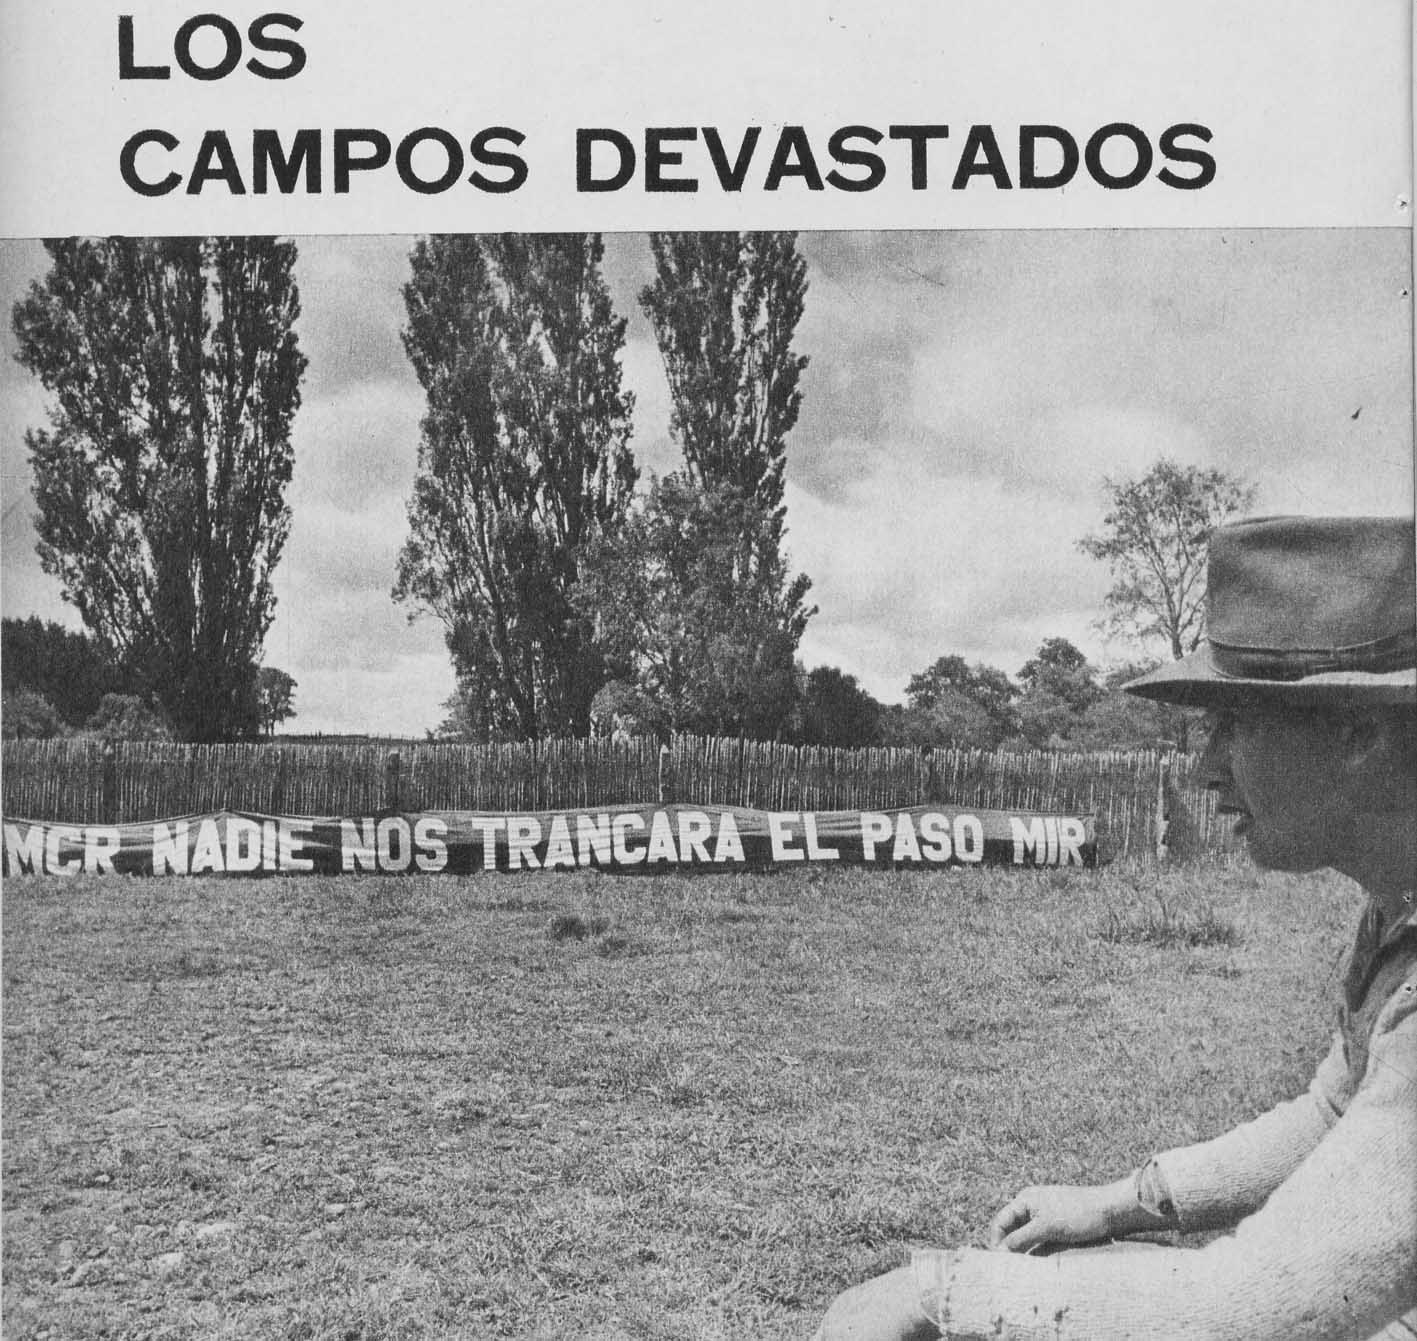 LOS
CAMPOS DEVASTADOS
MCR NADIE NOS TRANCARA EL PASO MIR